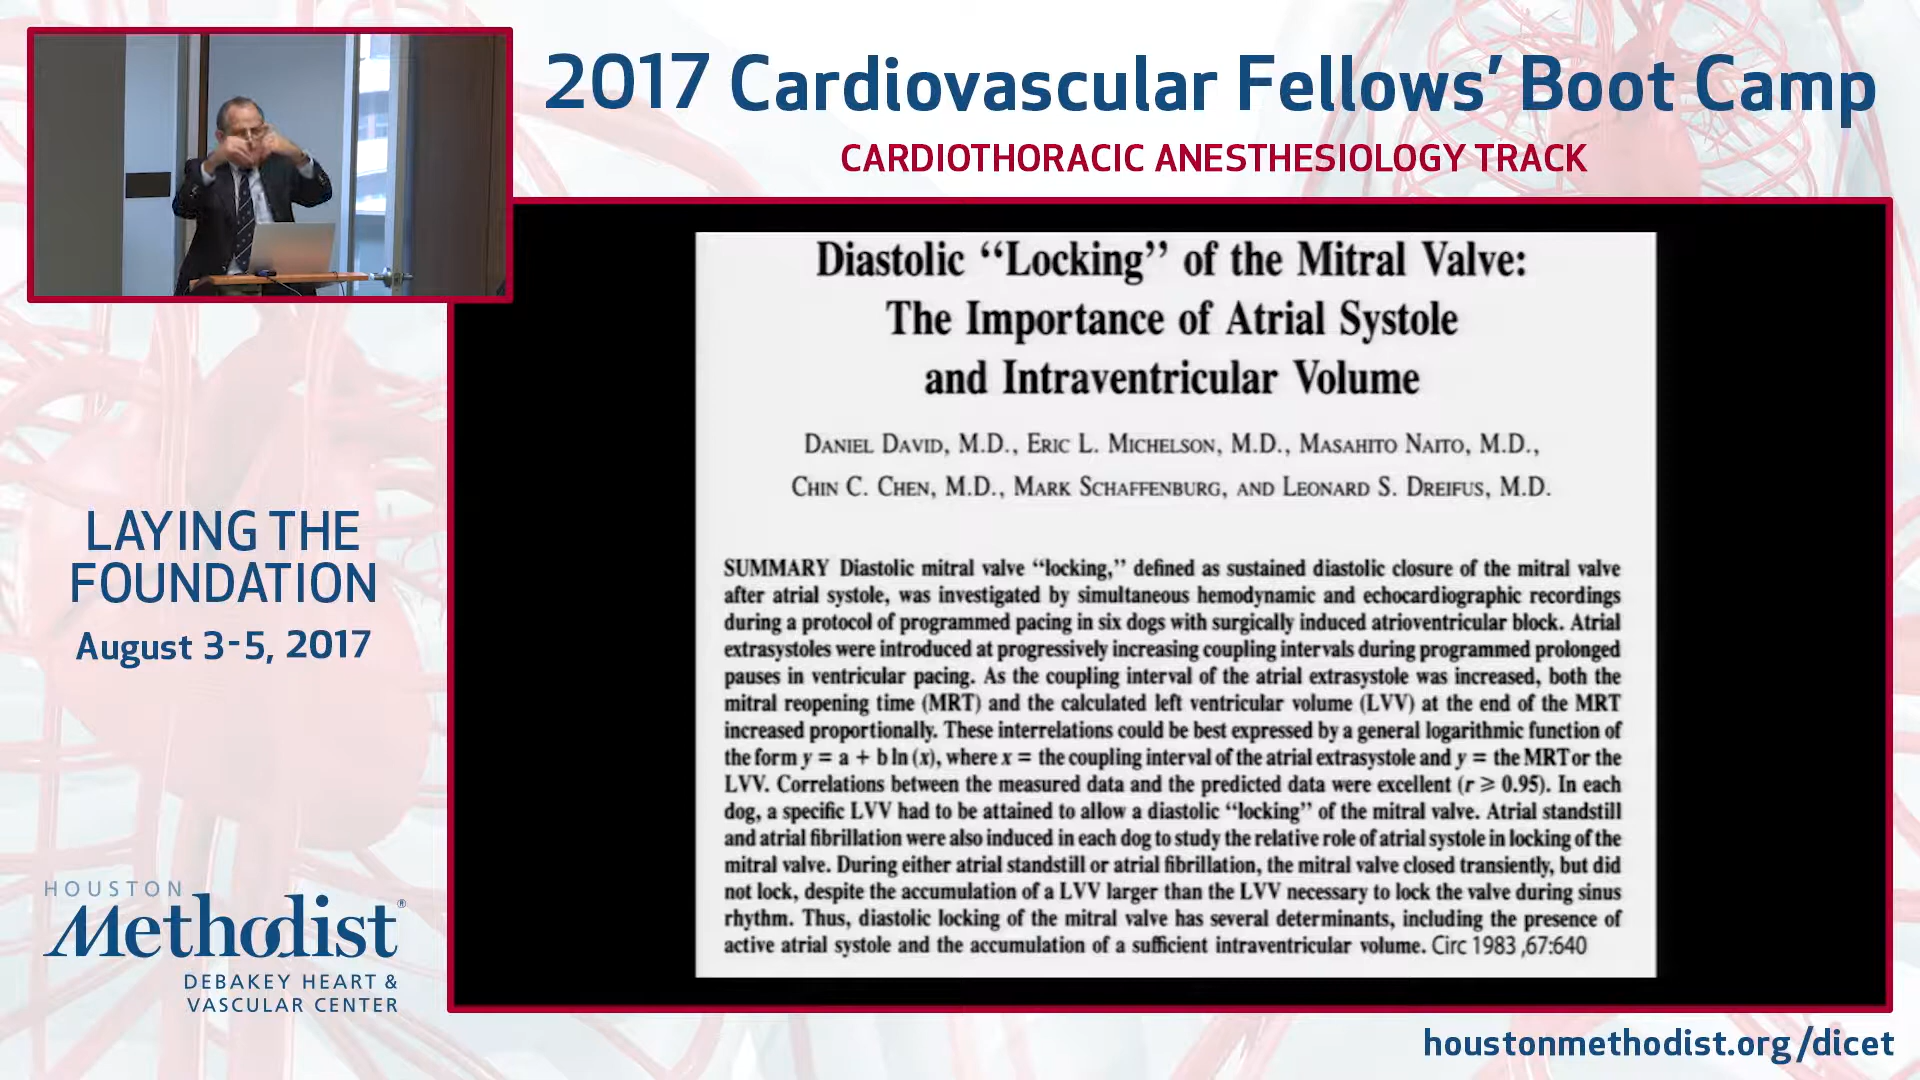 2017 Cardiovascular Fellows’ Boot Camp
CARDIOTHORACIC ANESTHESIOLOGY TRACK
Diastolic “Locking” of the Mitral Valve:
The Importance of Atrial Systole
and Intraventricular Volume
DANIEL DAVID, M.D., ERIC L. MICHELSON, M.D., MASAHITO NAITO, M.D.,
CHIN C. CHEN, M.D., MARK SCHAFFENBURG, AND LEONARD S. DREIFUS, M.D.
SUMMARY Diastolic mitral valve “locking,” defined as sustained diastolic closure of the mitral valve
after atrial systole, was investigated by simultaneous hemodynamic and echocardiographic recordings
during a protocol of programmed pacing in six dogs with surgically induced atrioventricular block. Atrial
extrasystoles were introduced at progressively increasing coupling intervals during programmed prolonged
pauses in ventricular pacing. As the coupling interval of the atrial extrasystole was increased, both the
mitral reopening time (MRT) and the calculated left ventricular volume (LVV) at the end of the MRT
increased proportionally. These interrelations could be best expressed by a general logarithmic function of
the form y = a + b ln (x), where x = the coupling interval of the atrial extrasystole and y = the MRT or the
LVV. Correlations between the measured data and the predicted data were excellent (r ⩾ 0.95). In each
dog, a specific LVV had to be attained to allow a diastolic “locking” of the mitral valve. Atrial standstill
and atrial fibrillation were also induced in each dog to study the relative role of atrial systole in locking of the
mitral valve. During either atrial standstill or atrial fibrillation, the mitral valve closed transiently, but did
not lock, despite the accumulation of a LVV larger than the LVV necessary to lock the valve during sinus
rhythm. Thus, diastolic locking of the mitral valve has several determinants, including the presence of
active atrial systole and the accumulation of a sufficient intraventricular volume. Circ 1983 ,67:640
LAYING THE
FOUNDATION
August 3-5, 2017
HOUSTON
Methodist®
DEBAKEY HEART &
VASCULAR CENTER
houstonmethodist.org/dicet